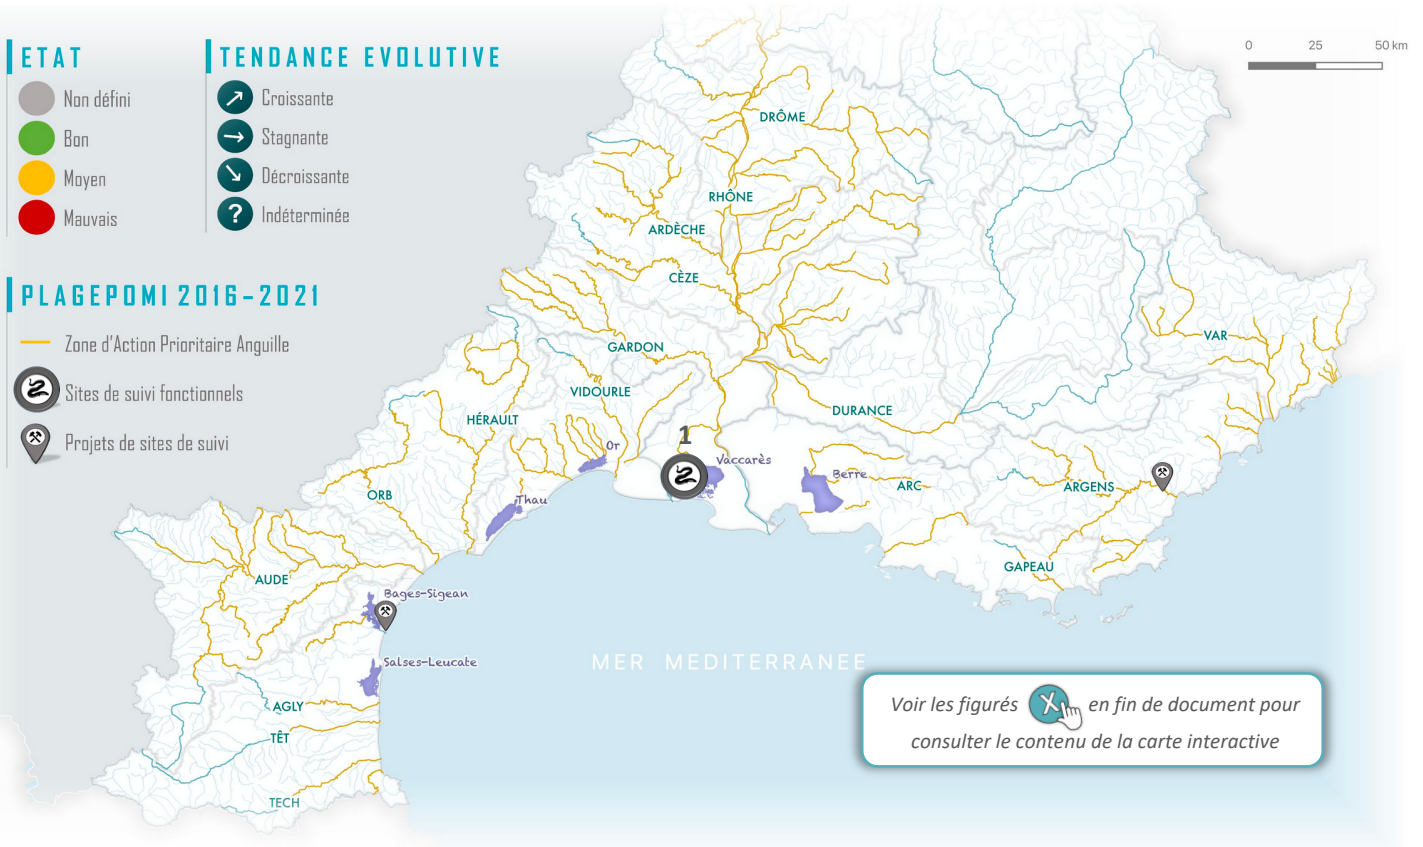 ETAT
Non défini
Bon
Moyen
Mauvais
TENDANCE EVOLUTIVE
Croissante
Stagnante
Décroissante
?
Indéterminée
PLAGEPOMI 2016-2021
Zone d'Action Prioritaire Anguille
Sites de suivi fonctionnels
Projets de sites de suivi
0 25 50 km
DRÔME
RHÔNE
ARDÈCHE
CÈZE
GARDON
VAR
VIDOURLE
DURANCE
HÉRAULT
1
Or
Vaccarès
Berre
ARC
ARGENS
ORB
Thau
GAPEAU
AUDE
Bages-Sigean
Salses-Leucate
MER MEDITERRANEE
AGLY
TÊT
TECH
Voir les figurés X en fin de document pour
consulter le contenu de la carte interactive